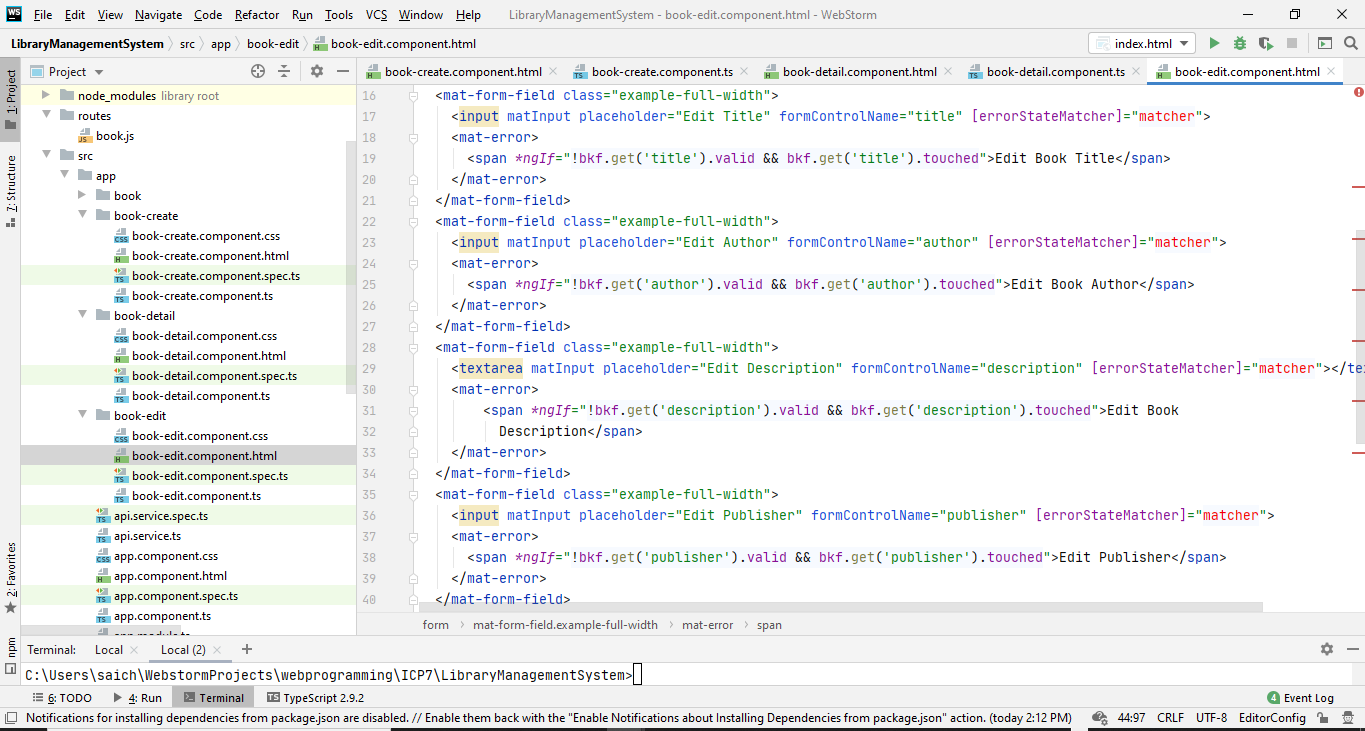 WS File Edit View Navigate Code Refactor Run Tools VCS Window Help LibraryManagementSystem - book-edit.component.html - WebStorm
LibraryManagementSystem src app book-edit book-edit.component.html index.html
Project book-create.component.html book-create.component.ts book-detail.component.html book-detail.component.ts book-edit.component.html
1: Project
7: Structure
2: Favorites
npm
node_modules library root
routes
book.js
src
app
book
book-create
book-create.component.css
book-create.component.html
book-create.component.spec.ts
book-create.component.ts
book-detail
book-detail.component.css
book-detail.component.html
book-detail.component.spec.ts
book-detail.component.ts
book-edit
book-edit.component.css
book-edit.component.html
book-edit.component.spec.ts
book-edit.component.ts
api.service.spec.ts
api.service.ts
app.component.css
app.component.html
app.component.spec.ts
app.component.ts
app.module.ts
16 <mat-form-field class="example-full-width">
17 <input matInput placeholder="Edit Title" formControlName="title" [errorStateMatcher]="matcher">
18 <mat-error>
19 <span *ngIf="!bkf.get('title').valid && bkf.get('title').touched">Edit Book Title</span>
20 </mat-error>
21 </mat-form-field>
22 <mat-form-field class="example-full-width">
23 <input matInput placeholder="Edit Author" formControlName="author" [errorStateMatcher]="matcher">
24 <mat-error>
25 <span *ngIf="!bkf.get('author').valid && bkf.get('author').touched">Edit Book Author</span>
26 </mat-error>
27 </mat-form-field>
28 <mat-form-field class="example-full-width">
29 <textarea matInput placeholder="Edit Description" formControlName="description" [errorStateMatcher]="matcher"></te
30 <mat-error>
31 <span *ngIf="!bkf.get('description').valid && bkf.get('description').touched">Edit Book
32 Description</span>
33 </mat-error>
34 </mat-form-field>
35 <mat-form-field class="example-full-width">
36 <input matInput placeholder="Edit Publisher" formControlName="publisher" [errorStateMatcher]="matcher">
37 <mat-error>
38 <span *ngIf="!bkf.get('publisher').valid && bkf.get('publisher').touched">Edit Publisher</span>
39 </mat-error>
40 </mat-form-field>
form mat-form-field.example-full-width mat-error span
Terminal: Local Local (2)
C:\Users\saich\WebstormProjects\webprogramming\ICP7\LibraryManagementSystem>
6: TODO 4: Run Terminal TypeScript 2.9.2 4 Event Log
Notifications for installing dependencies from package.json are disabled. // Enable them back with the "Enable Notifications about Installing Dependencies from package.json" action. (today 2:12 PM) 44:97 CRLF UTF-8 EditorConfig